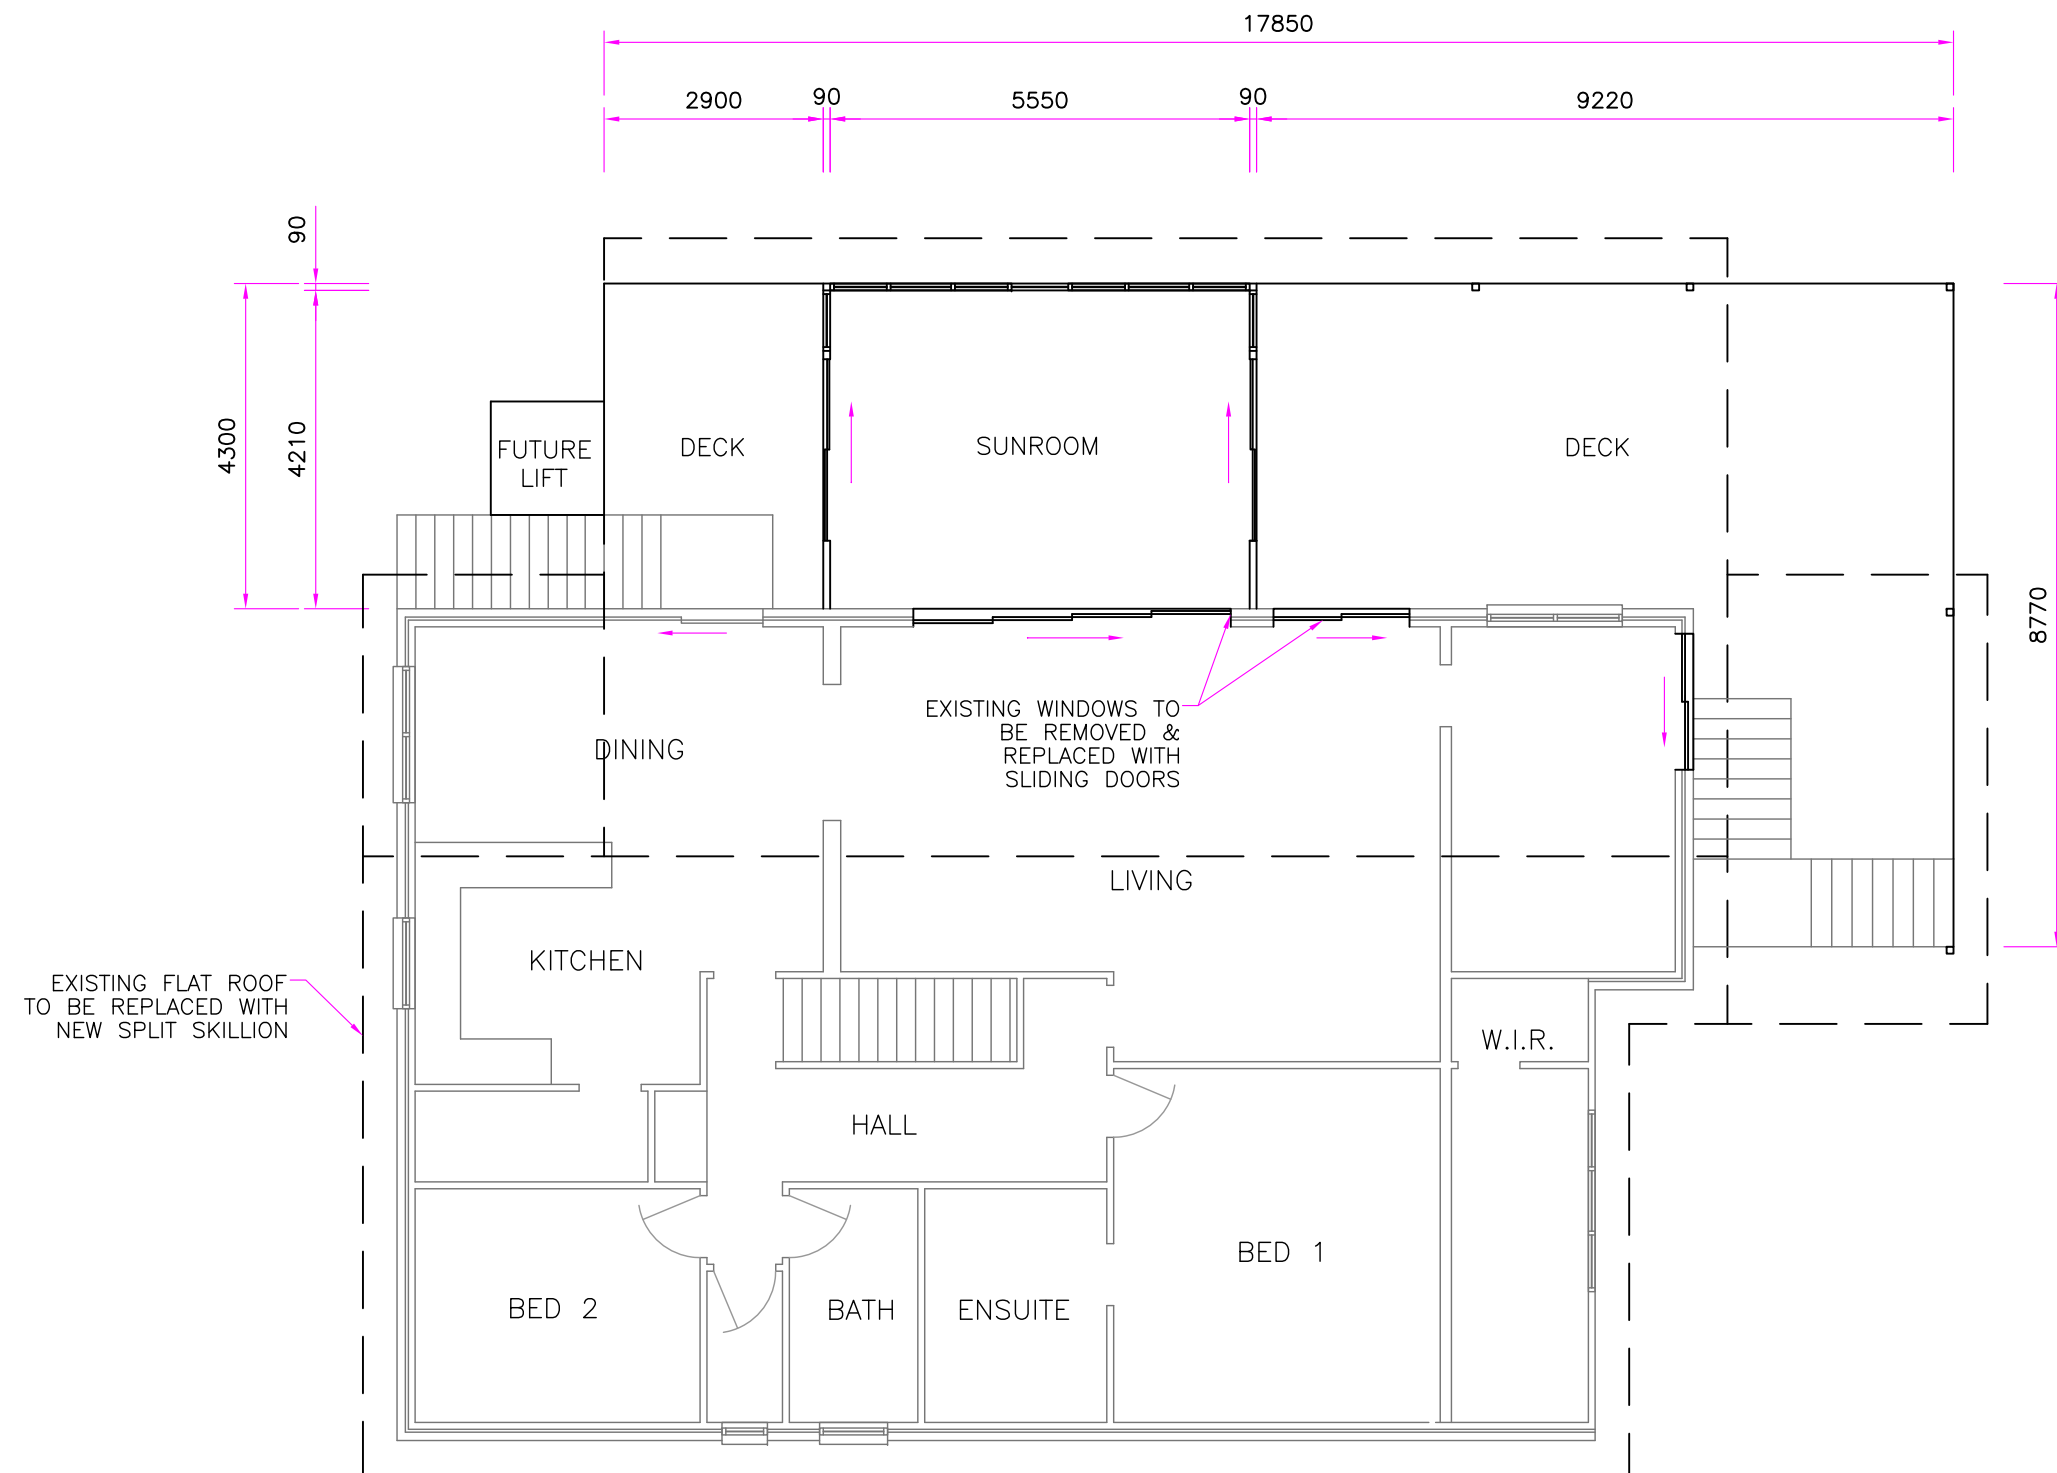 17850
2900
90
5550
90
9220
90
4300
4210
8770
FUTURE
LIFT
DECK
SUNROOM
DECK
EXISTING WINDOWS TO
BE REMOVED &
REPLACED WITH
SLIDING DOORS
DINING
LIVING
KITCHEN
EXISTING FLAT ROOF
TO BE REPLACED WITH
NEW SPLIT SKILLION
W.I.R.
HALL
BED 1
BED 2
BATH
ENSUITE